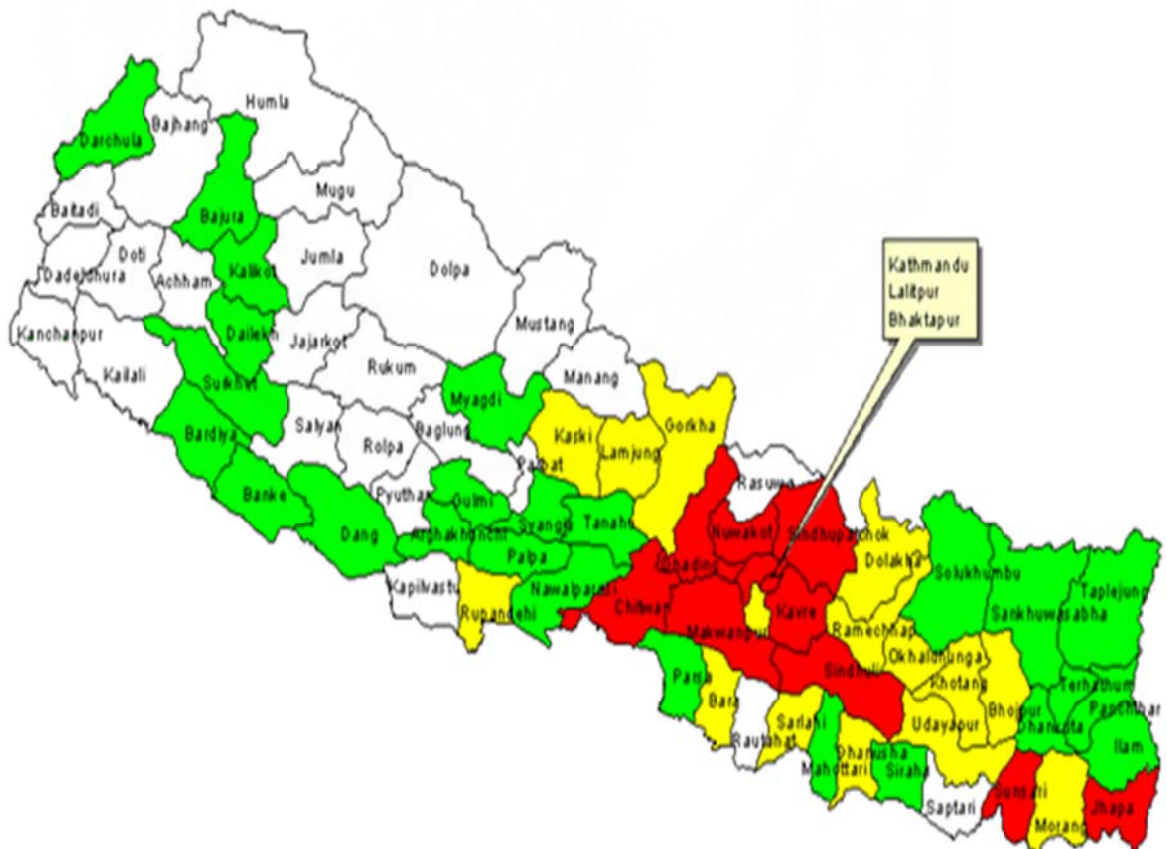 Humla
Bajhang
Darchula
Mugu
Baitadi
Bajura
Doti
Jumla
Dadeldhura
Achham
Kalikot
Dolpa
Kathmandu
Lalitpur
Bhaktapur
Mustang
Kanchanpur
Dailekh
Jajarkot
Rukum
Manang
Kailali
Surkhet
Myagdi
Salyan
Baglung
Gorkha
Bardiya
Rolpa
Kaski
Lamjung
Parbat
Rasuwa
Banke
Pyuthan
Gulmi
Syangja
Tanahu
Nuwakot
Sindhupalchok
Dang
Arghakhanchi
Palpa
Dhading
Dolakha
Solukhumbu
Kapilvastu
Nawalparasi
Taplejung
Rupandehi
Chitwan
Kavre
Sankhuwasabha
Makwanpur
Ramechhap
Okhaldhunga
Parsa
Sindhuli
Khotang
Terhathum
Bara
Bhojpur
Panchthar
Sarlahi
Udayapur
Dhankuta
Rautahat
Dhanusha
Ilam
Mahottari
Siraha
Saptari
Sunsari
Morang
Jhapa